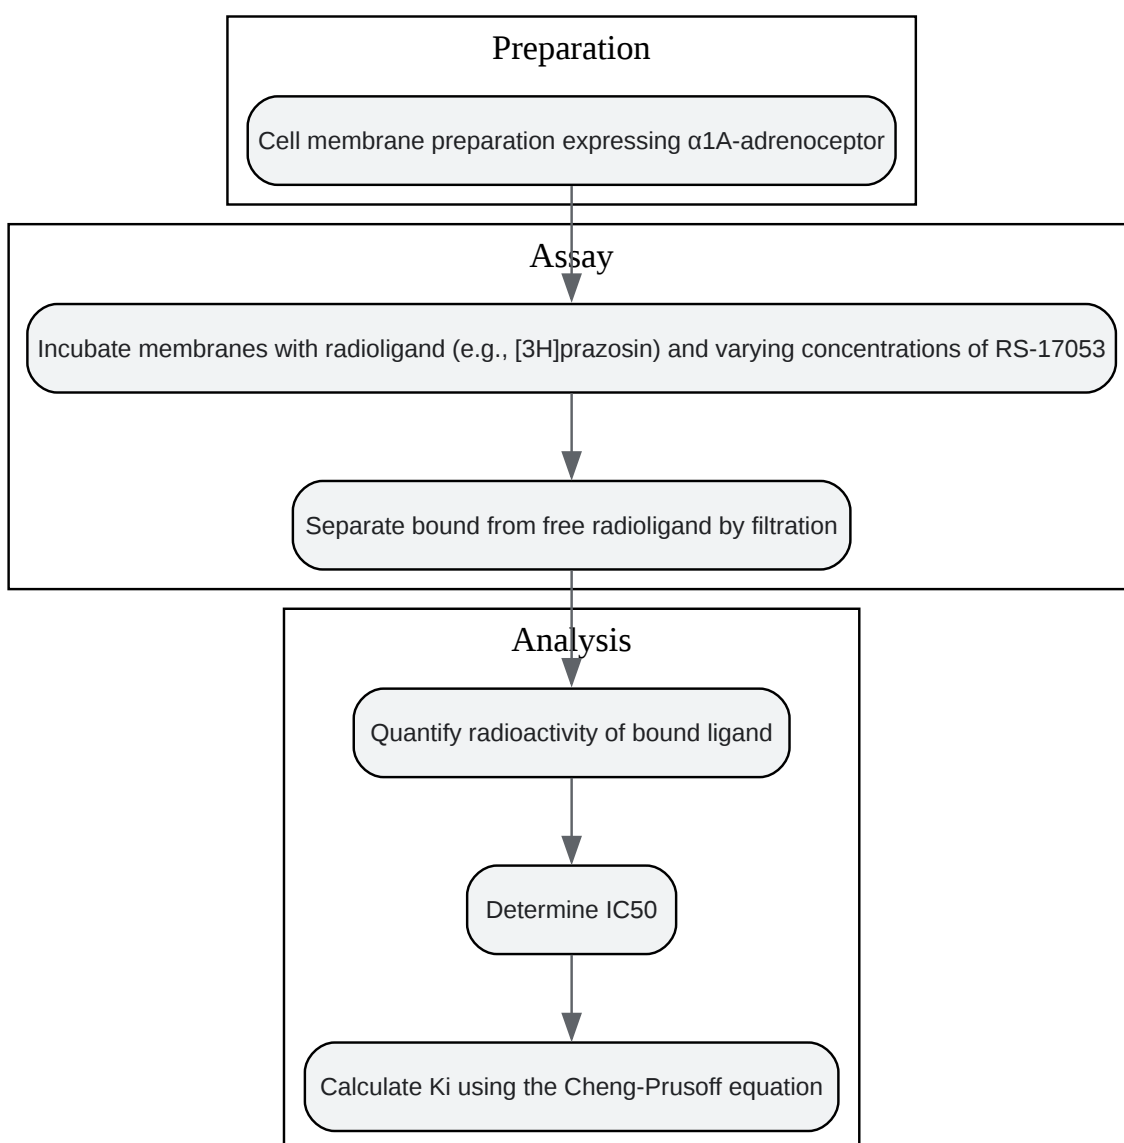 Preparation
Cell membrane preparation expressing α1A-adrenoceptor
Assay
Incubate membranes with radioligand (e.g., [3H]prazosin) and varying concentrations of RS-17053
Separate bound from free radioligand by filtration
Analysis
Quantify radioactivity of bound ligand
Determine IC50
Calculate Ki using the Cheng-Prusoff equation